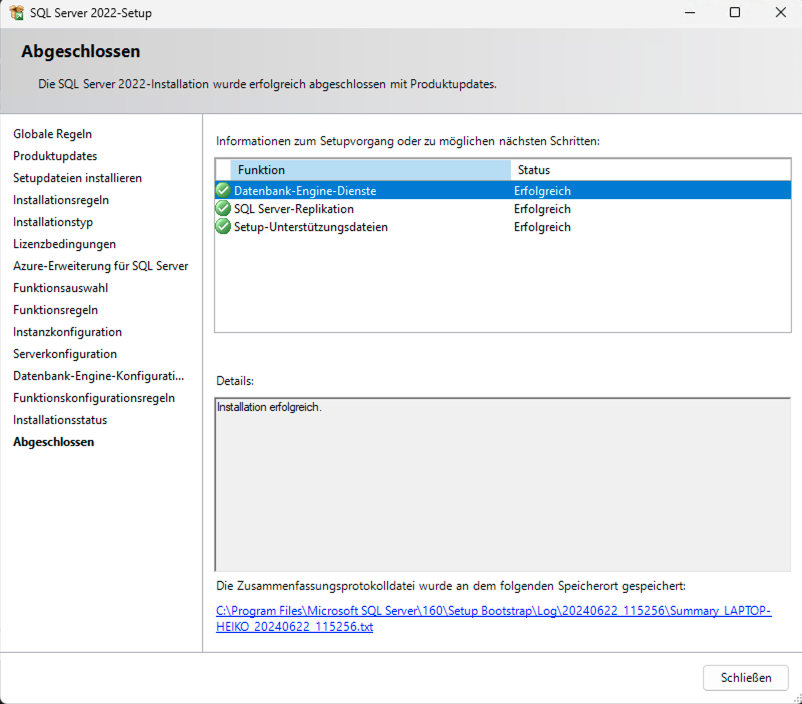 SQL Server 2022-Setup
Abgeschlossen
Die SQL Server 2022-Installation wurde erfolgreich abgeschlossen mit Produktupdates.
Globale Regeln
Produktupdates
Setupdateien installieren
Installationsregeln
Installationstyp
Lizenzbedingungen
Azure-Erweiterung für SQL Server
Funktionsauswahl
Funktionsregeln
Instanzkonfiguration
Serverkonfiguration
Datenbank-Engine-Konfigurati...
Funktionskonfigurationsregeln
Installationsstatus
Abgeschlossen
Informationen zum Setupvorgang oder zu möglichen nächsten Schritten:
Funktion Status
Datenbank-Engine-Dienste Erfolgreich
SQL Server-Replikation Erfolgreich
Setup-Unterstützungsdateien Erfolgreich
Details:
Installation erfolgreich.
Die Zusammenfassungsprotokolldatei wurde an dem folgenden Speicherort gespeichert:
C:\Program Files\Microsoft SQL Server\160\Setup Bootstrap\Log\20240622_115256\Summary_LAPTOP-
HEIKO_20240622_115256.txt
Schließen